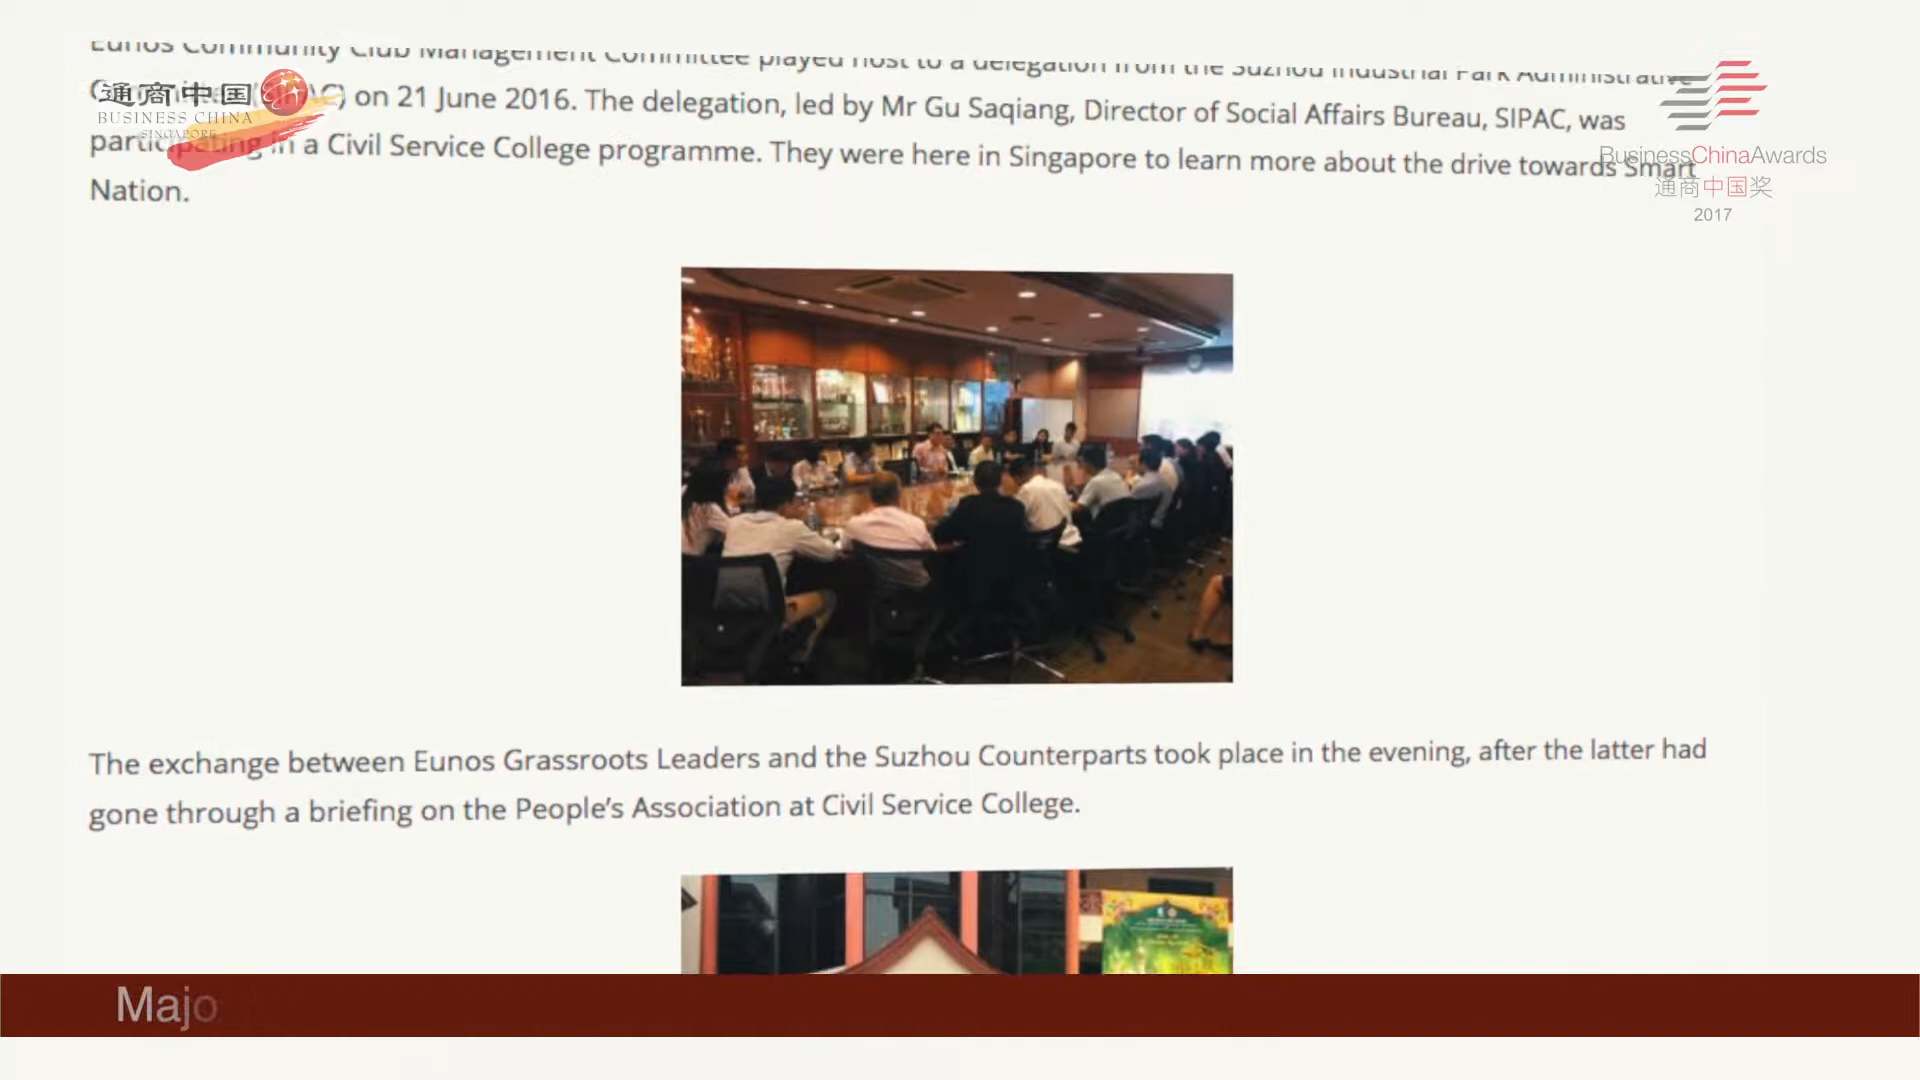 Eunos Community Club Management Committee played host to a delegation from the Suzhou Industrial Park Administrative
on 21 June 2016. The delegation, led by Mr Gu Saqiang, Director of Social Affairs Bureau, SIPAC, was
participating in a Civil Service College programme. They were here in Singapore to learn more about the drive towards Smart
Nation.
通商中国
BUSINESS CHINA
SINGAPORE
BusinessChinaAwards
通商中国奖
2017
The exchange between Eunos Grassroots Leaders and the Suzhou Counterparts took place in the evening, after the latter had
gone through a briefing on the People's Association at Civil Service College.
Majo